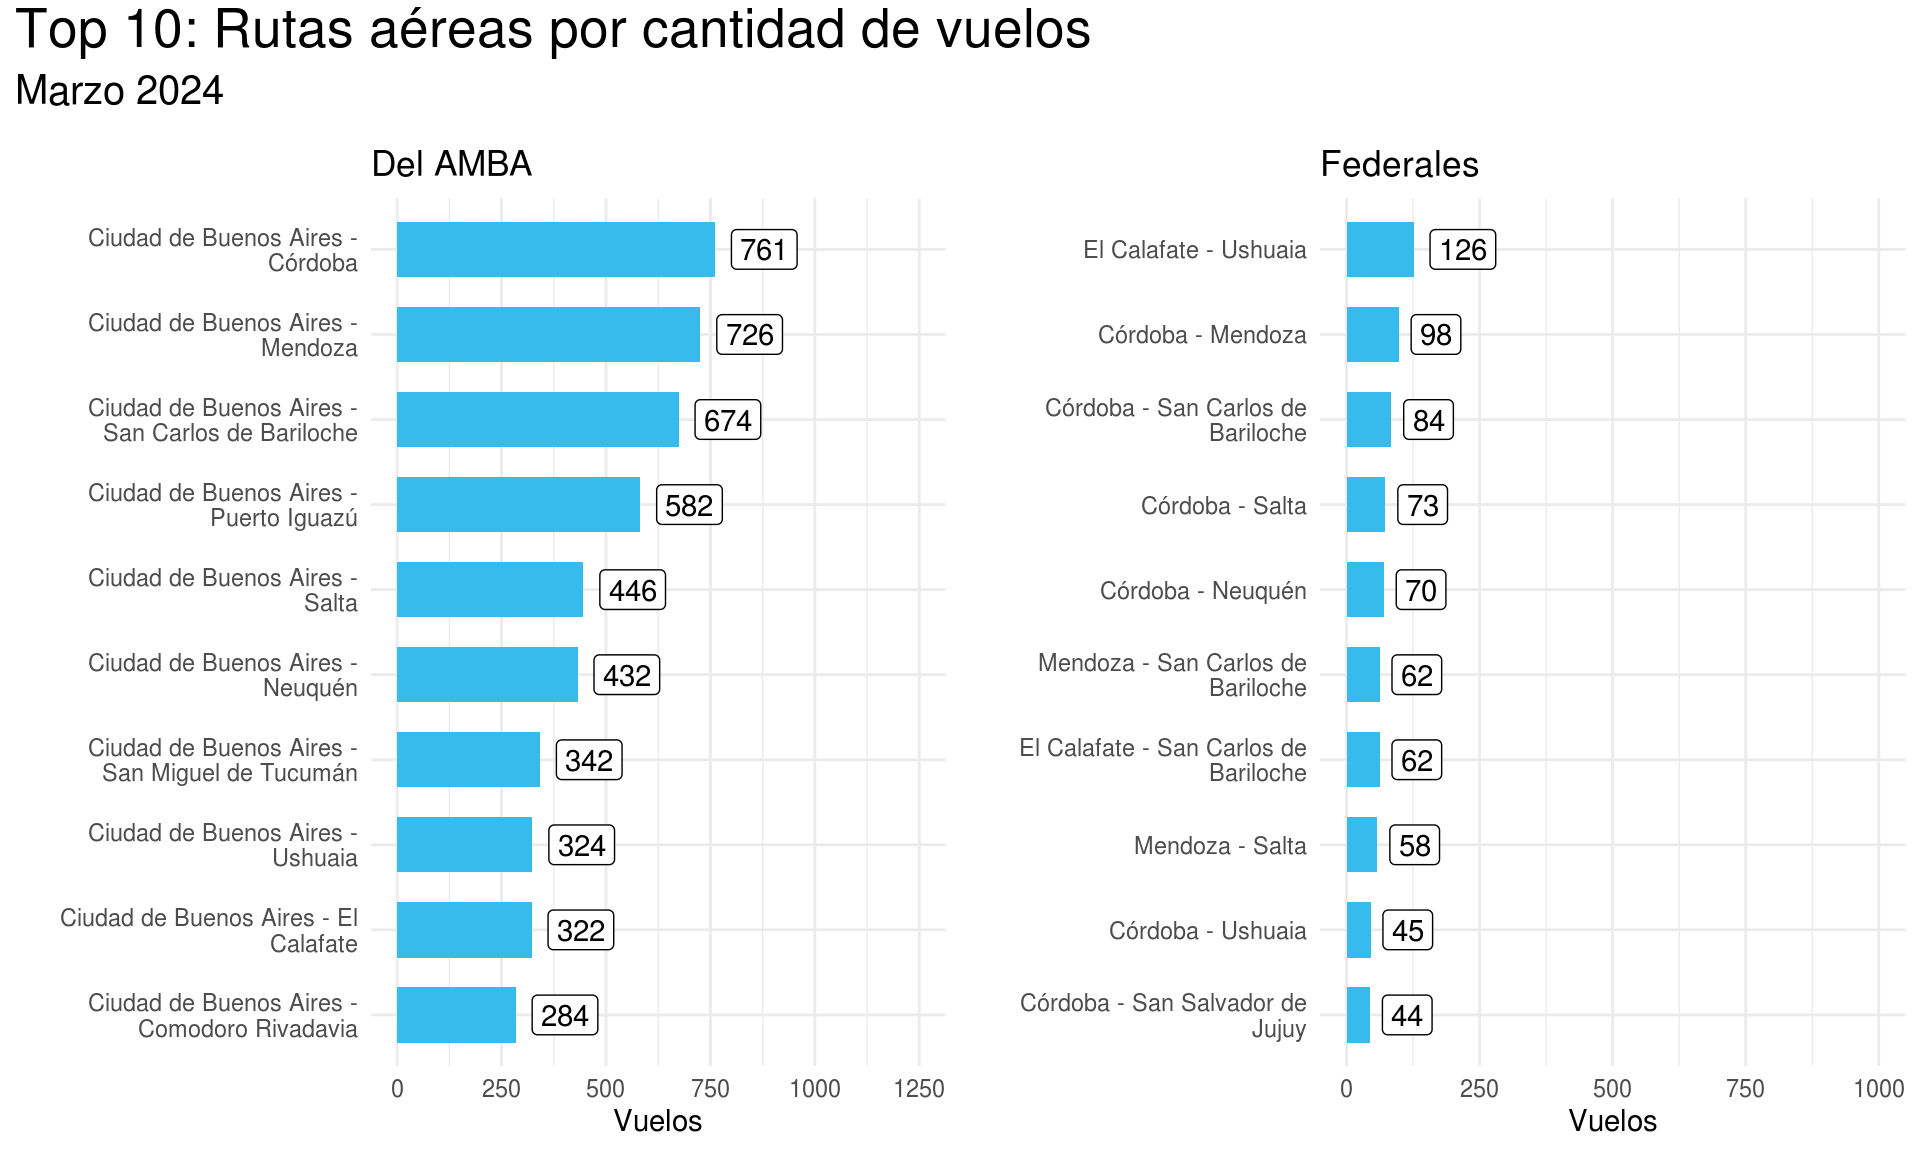 Top 10: Rutas aéreas por cantidad de vuelos
Marzo 2024
Del AMBA
Ciudad de Buenos Aires -
Córdoba
761
Ciudad de Buenos Aires -
Mendoza
726
Ciudad de Buenos Aires -
San Carlos de Bariloche
674
Ciudad de Buenos Aires -
Puerto Iguazú
582
Ciudad de Buenos Aires -
Salta
446
Ciudad de Buenos Aires -
Neuquén
432
Ciudad de Buenos Aires -
San Miguel de Tucumán
342
Ciudad de Buenos Aires -
Ushuaia
324
Ciudad de Buenos Aires - El
Calafate
322
Ciudad de Buenos Aires -
Comodoro Rivadavia
284
0 250 500 750 1000 1250
Vuelos
Federales
El Calafate - Ushuaia
126
Córdoba - Mendoza
98
Córdoba - San Carlos de
Bariloche
84
Córdoba - Salta
73
Córdoba - Neuquén
70
Mendoza - San Carlos de
Bariloche
62
El Calafate - San Carlos de
Bariloche
62
Mendoza - Salta
58
Córdoba - Ushuaia
45
Córdoba - San Salvador de
Jujuy
44
0 250 500 750 1000
Vuelos